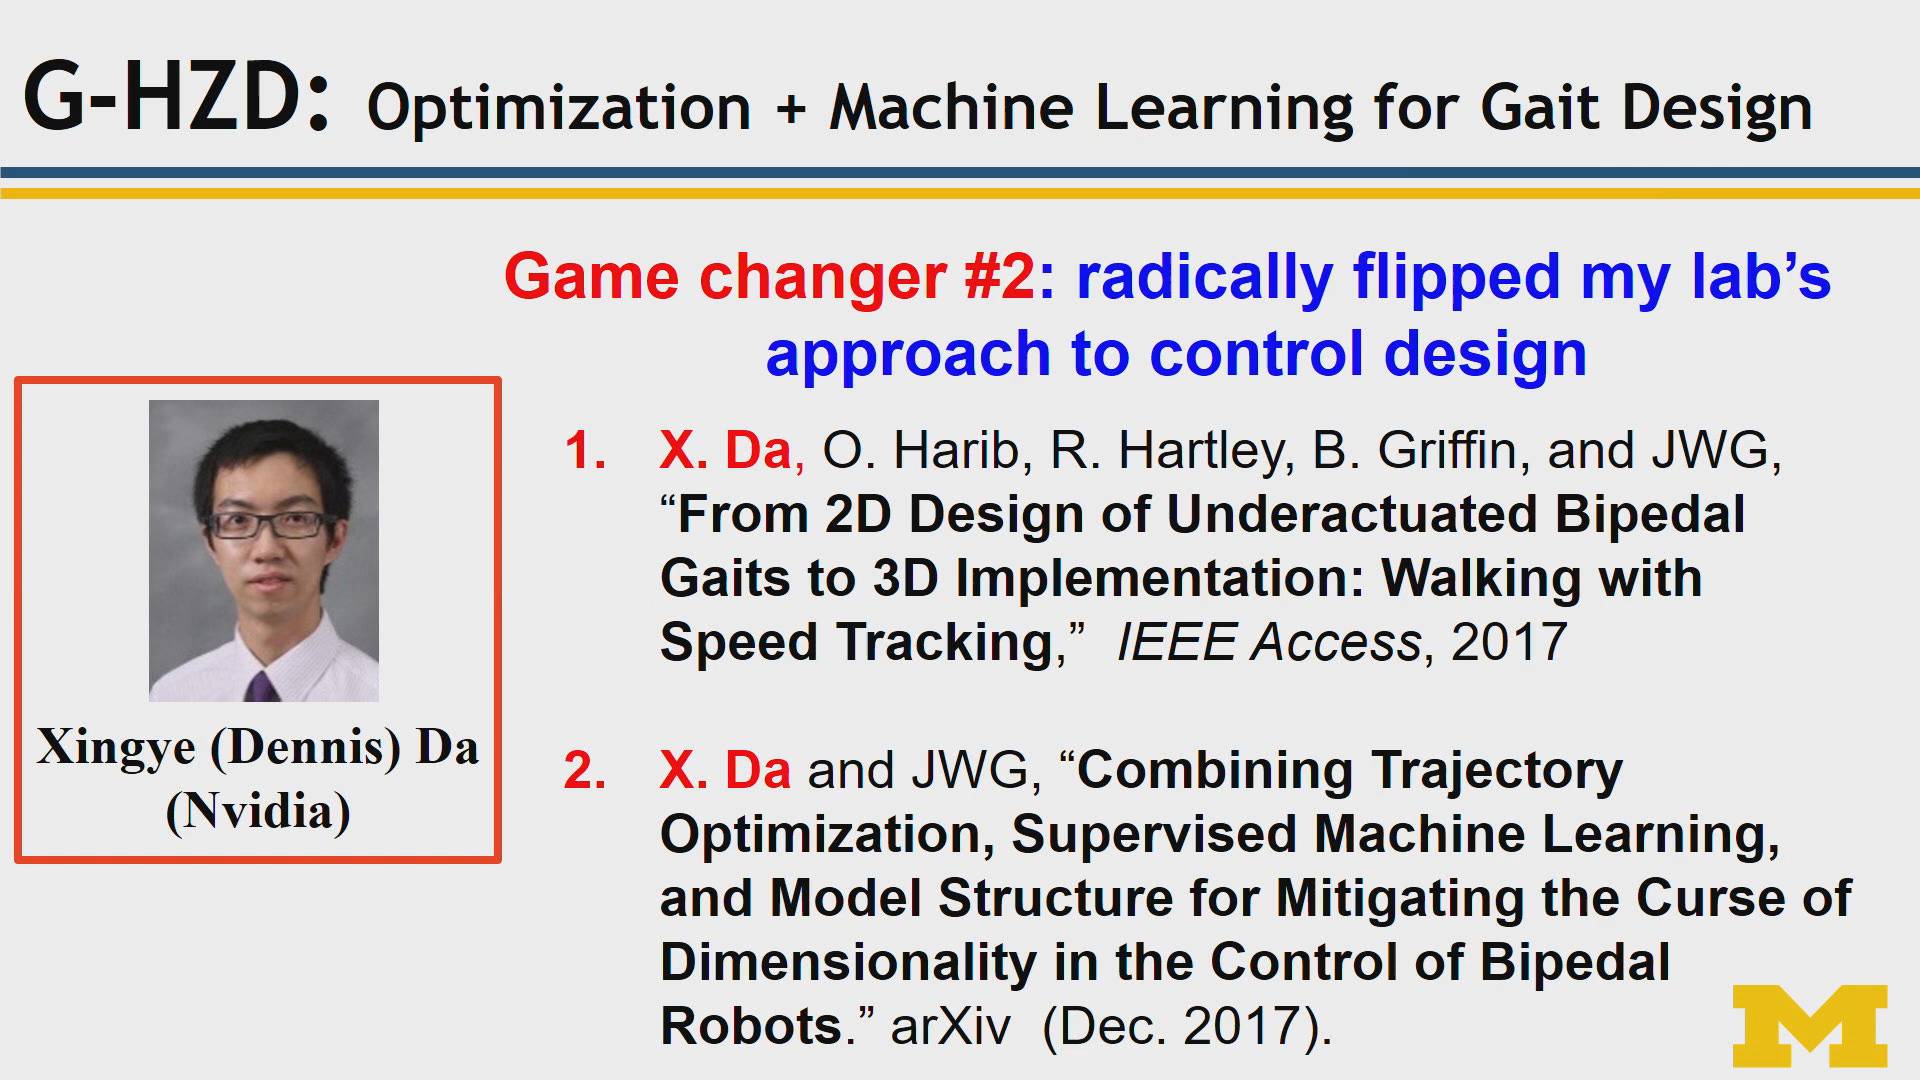 G-HZD: Optimization + Machine Learning for Gait Design
Game changer #2: radically flipped my lab’s
approach to control design
Xingye (Dennis) Da
(Nvidia)
1. X. Da, O. Harib, R. Hartley, B. Griffin, and JWG,
“From 2D Design of Underactuated Bipedal
Gaits to 3D Implementation: Walking with
Speed Tracking,” IEEE Access, 2017
2. X. Da and JWG, “Combining Trajectory
Optimization, Supervised Machine Learning,
and Model Structure for Mitigating the Curse of
Dimensionality in the Control of Bipedal
Robots.” arXiv (Dec. 2017).
M